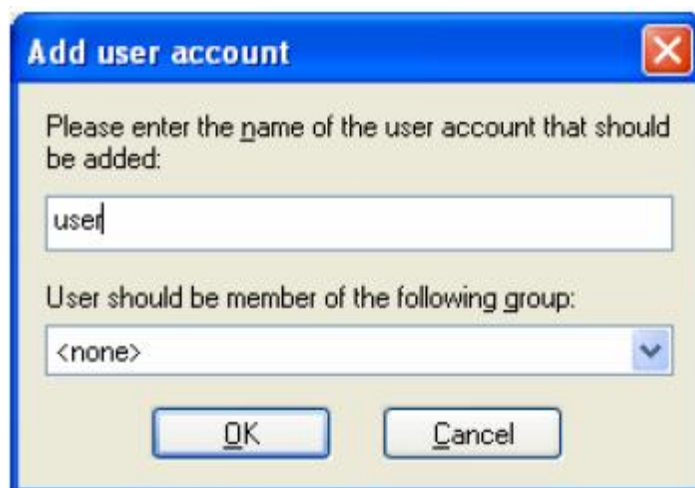 Add user account
Please enter the name of the user account that should
be added:
user
User should be member of the following group:
<none>
OK
Cancel